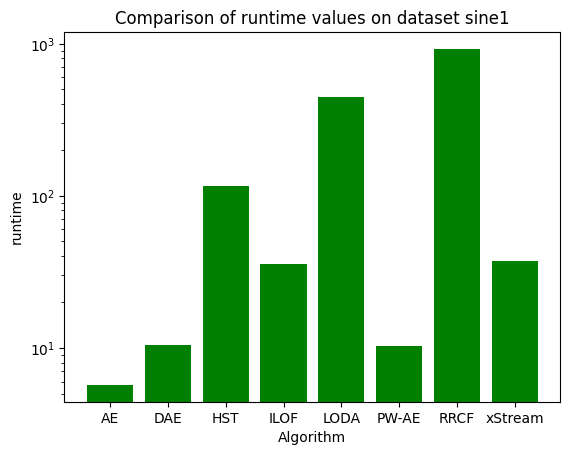 Comparison of runtime values on dataset sine1
10³
10²
10¹
runtime
AE DAE HST ILOF LODA PW-AE RRCF xStream
Algorithm